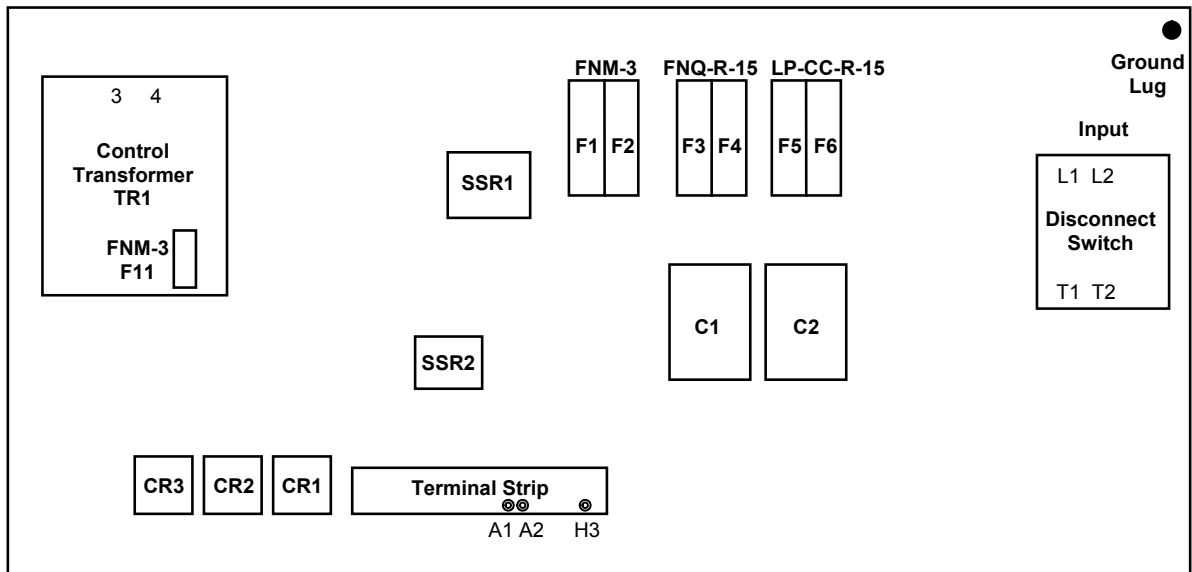 Ground
Lug
FNM-3 FNQ-R-15 LP-CC-R-15
F1 F2 F3 F4 F5 F6
3 4
Control
Transformer
TR1
FNM-3
F11
SSR1
Input
L1 L2
Disconnect
Switch
T1 T2
C1 C2
SSR2
CR3 CR2 CR1
Terminal Strip
A1 A2 H3